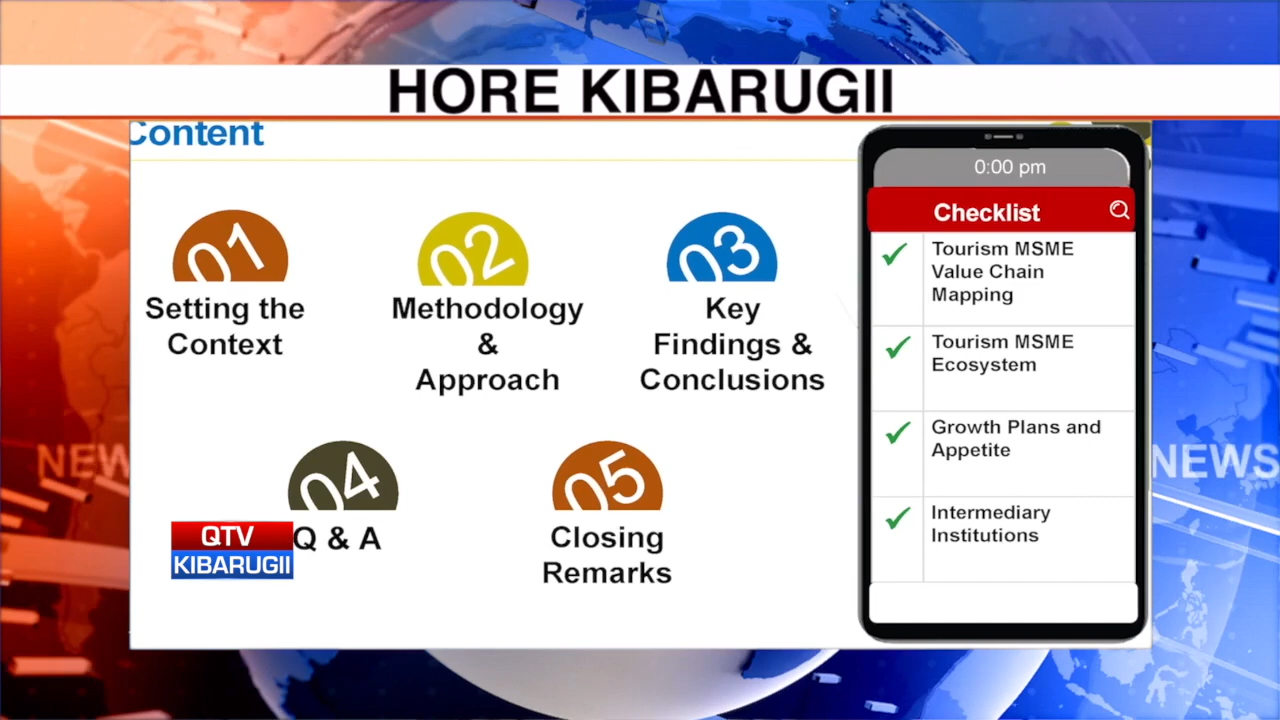 HORE KIBARUGII
Content
01
Setting the
Context
02
Methodology
&
Approach
03
Key
Findings &
Conclusions
04
Q & A
05
Closing
Remarks
0:00 pm
Checklist
Tourism MSME
Value Chain
Mapping
Tourism MSME
Ecosystem
Growth Plans and
Appetite
Intermediary
Institutions
QTV
KIBARUGII
NEWS
NEWS